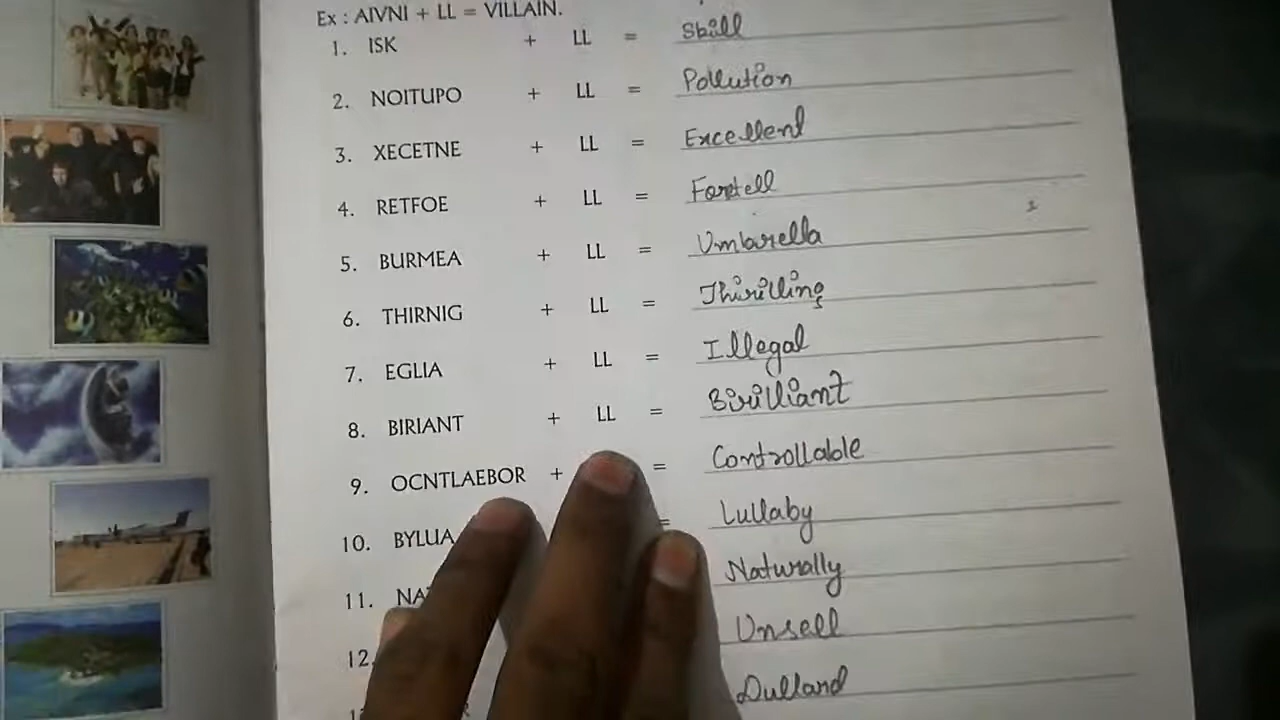 Ex : AIVNI + LL = VILLAIN.
1. ISK + LL = Skill
2. NOITUPO + LL = Pollution
3. XECETNE + LL = Excellent
4. RETFOE + LL = Foretell
5. BURMEA + LL = Umbrella
6. THIRNIG + LL = Thrilling
7. EGLIA + LL = Illegal
8. BIRIANT + LL = Brilliant
9. OCNTLAEBOR + = Controllable
10. BYLUA = Lullaby
11. NA Naturally
12. Unsell
Dullard